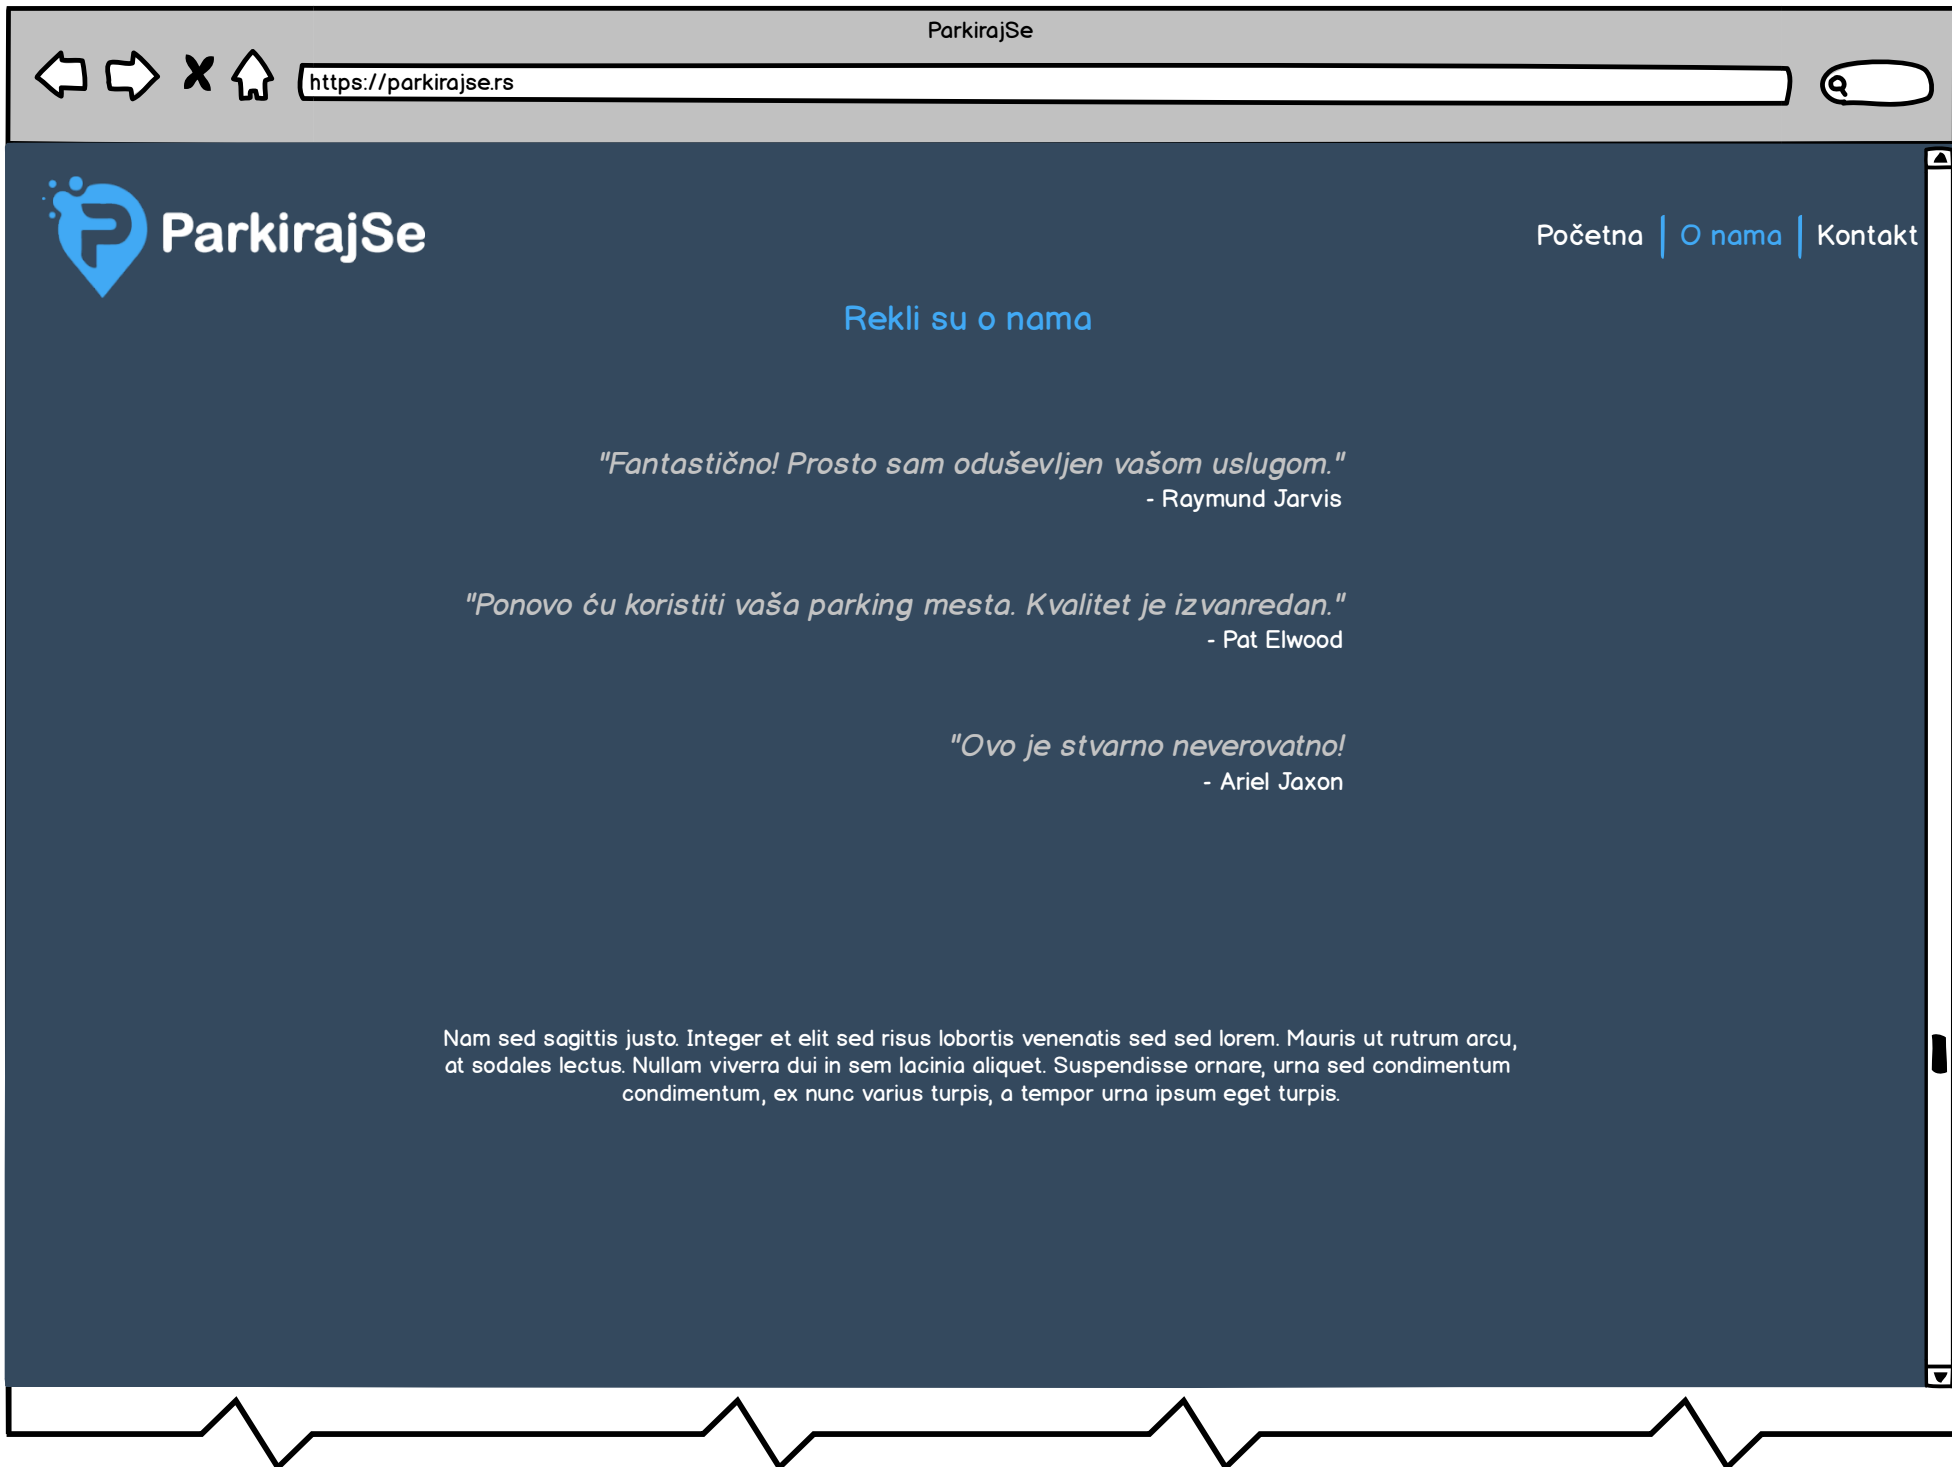 ParkirajSe
https://parkirajse.rs
ParkirajSe
Početna
O nama
Kontakt
Rekli su o nama
"Fantastično! Prosto sam oduševljen vašom uslugom."
- Raymund Jarvis
"Ponovo ću koristiti vaša parking mesta. Kvalitet je izvanredan."
- Pat Elwood
"Ovo je stvarno neverovatno!
- Ariel Jaxon
Nam sed sagittis justo. Integer et elit sed risus lobortis venenatis sed sed lorem. Mauris ut rutrum arcu,
at sodales lectus. Nullam viverra dui in sem lacinia aliquet. Suspendisse ornare, urna sed condimentum
condimentum, ex nunc varius turpis, a tempor urna ipsum eget turpis.